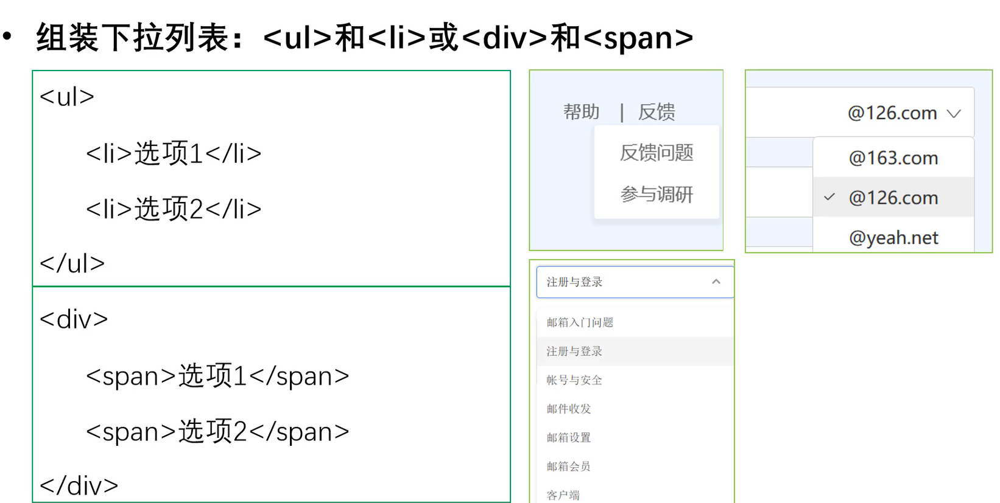 • 组装下拉列表：<ul>和<li>或<div>和<span>
<ul>
<li>选项1</li>
<li>选项2</li>
</ul>
<div>
<span>选项1</span>
<span>选项2</span>
</div>
帮助 | 反馈
反馈问题
参与调研
@126.com
@163.com
@126.com
@yeah.net
注册与登录
邮箱入门问题
注册与登录
帐号与安全
邮件收发
邮箱设置
邮箱会员
客户端